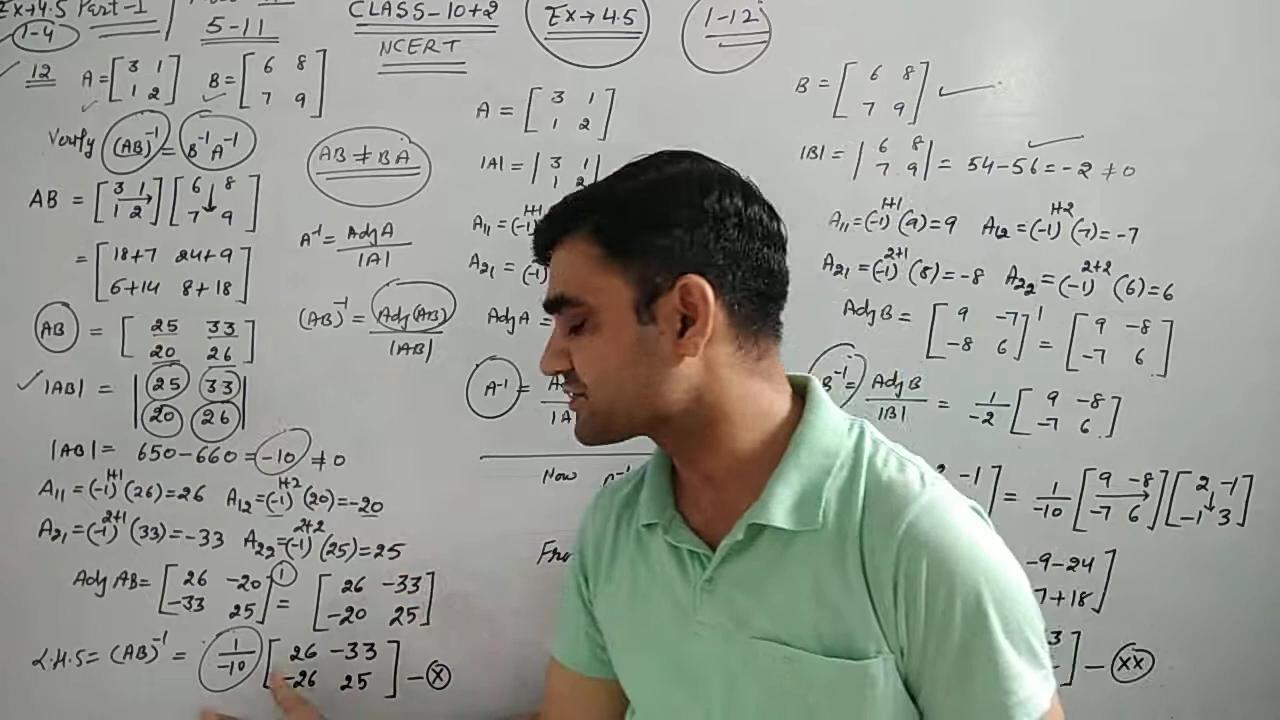 Ex→4.5 Part-1
1-4
5-11
CLASS-10+2
NCERT
Ex→4.5
1-12
12 A = [3 1 B = [6 8
1 2] 7 9]
Verify (AB)⁻¹ = B⁻¹A⁻¹
AB ≠ BA
AB = [3 1 [6 8
1 2] 7 9]
= [18+7 24+9
6+14 8+18]
AB = [25 33
20 26]
|AB| = |25 33
20 26|
|AB| = 650-660 = -10 ≠ 0
A₁₁ = (-1)¹⁺¹(26) = 26 A₁₂ = (-1)¹⁺²(20) = -20
A₂₁ = (-1)²⁺¹(33) = -33 A₂₂ = (-1)²⁺²(25) = 25
Adj AB = [26 -20 ]' = [26 -33
-33 25 -20 25]
L.H.S = (AB)⁻¹ = 1/-10 [26 -33
-26 25] - (x)
A⁻¹ = Adj A
|A|
(AB)⁻¹ = Adj(AB)
|AB|
A = [3 1
1 2]
|A| = |3 1|
1 2
A₁₁ = (-1)¹⁺¹
A₂₁ = (-1)
Adj A =
A⁻¹ =
|A
Now
B = [6 8
7 9]
|B| = |6 8
7 9| = 54-56 = -2 ≠ 0
A₁₁ = (-1)¹⁺¹(9) = 9 A₁₂ = (-1)¹⁺²(7) = -7
A₂₁ = (-1)²⁺¹(8) = -8 A₂₂ = (-1)²⁺²(6) = 6
Adj B = [9 -7 ]' = [9 -8
-8 6 -7 6]
B⁻¹ = Adj B = 1 [9 -8
|B| -2 -7 6]
-1] = 1/-10 [9 -8 [2 -1
-7 6] -1 3]
-9-24
7+18]
] - (xx)